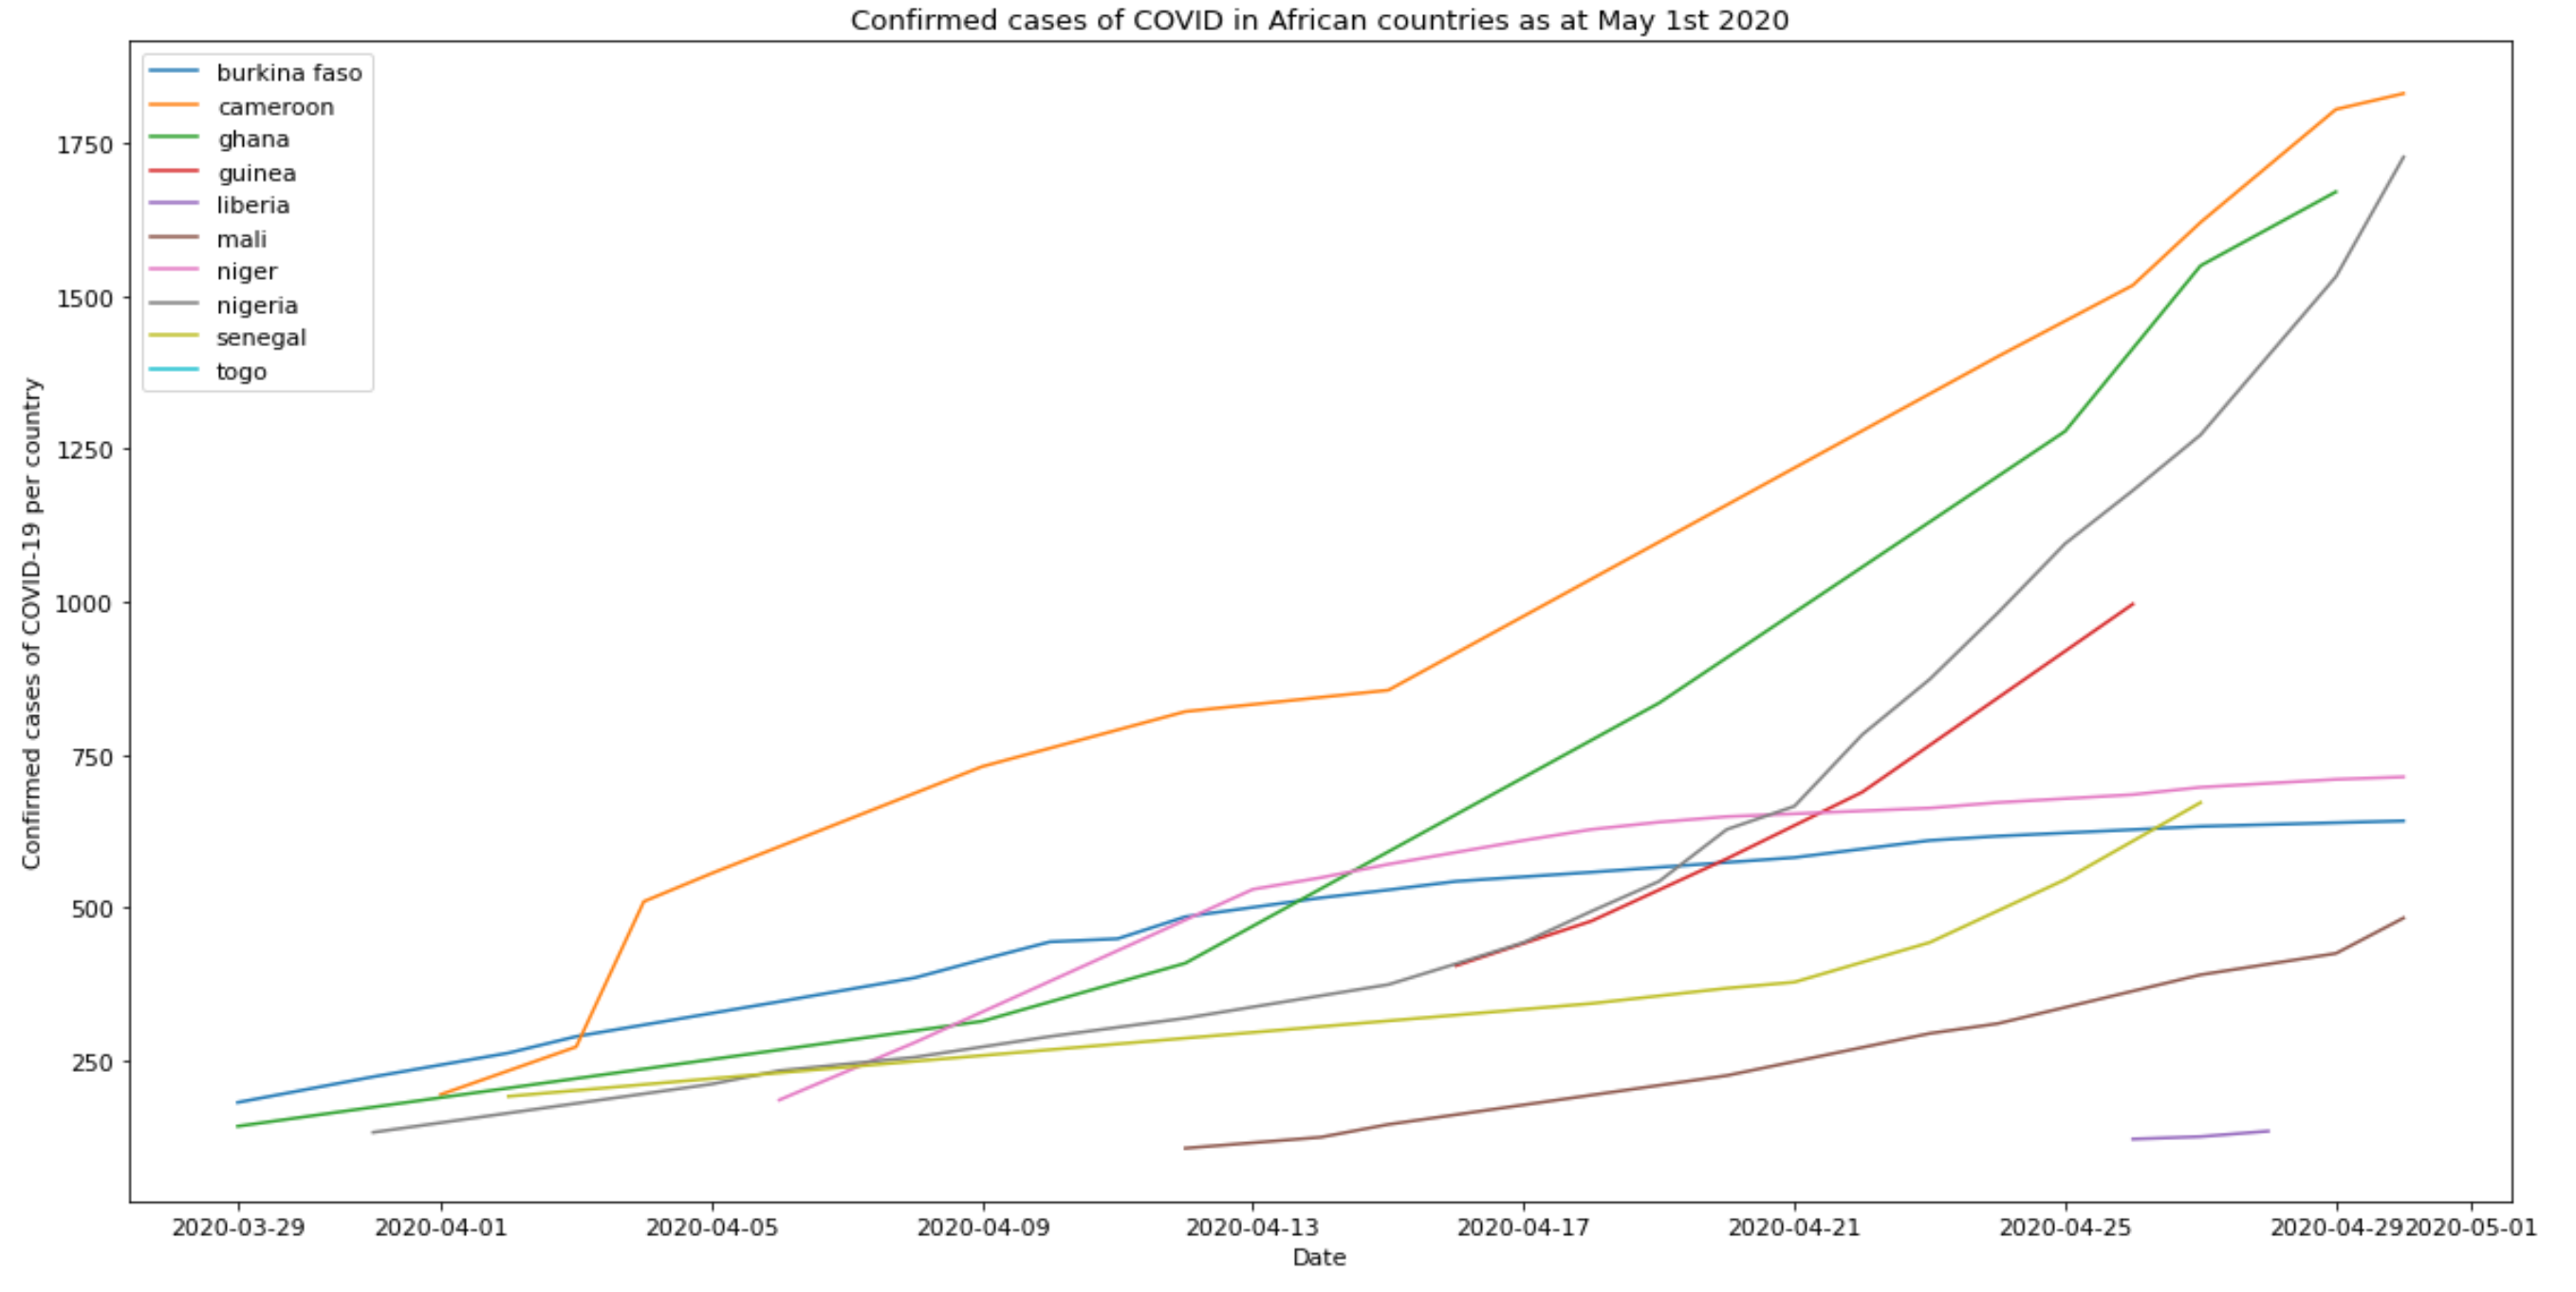 Confirmed cases of COVID in African countries as at May 1st 2020
burkina faso
cameroon
ghana
guinea
liberia
mali
niger
nigeria
senegal
togo
Confirmed cases of COVID-19 per country
1750
1500
1250
1000
750
500
250
2020-03-29 2020-04-01 2020-04-05 2020-04-09 2020-04-13 2020-04-17 2020-04-21 2020-04-25 2020-04-29 2020-05-01
Date